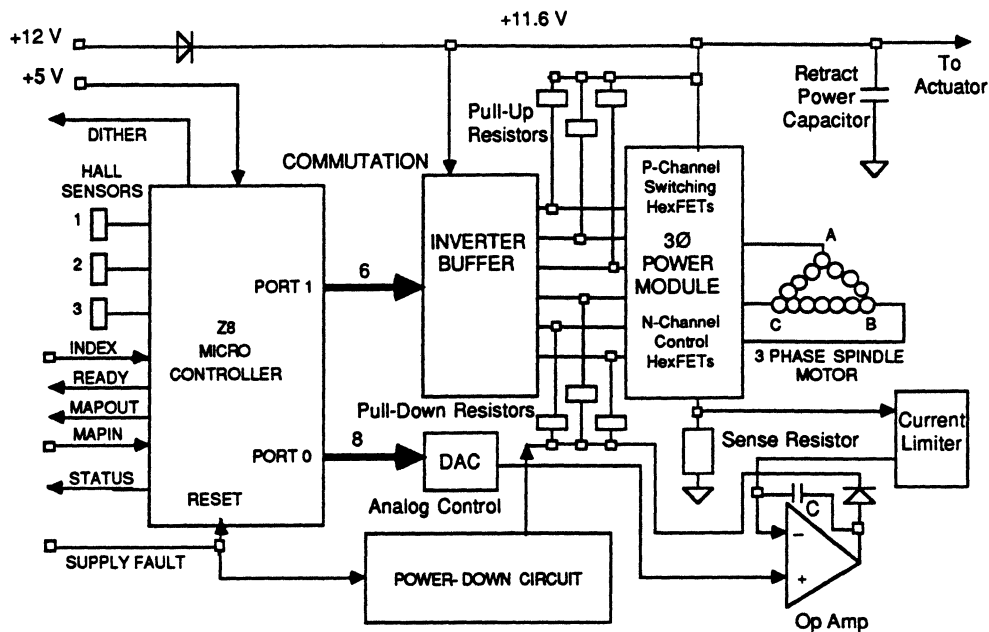 +11.6 V
+12 V
+5 V
To
Actuator
Retract
Power
Capacitor
Pull-Up
Resistors
DITHER
COMMUTATION
HALL
SENSORS
1
2
3
P-Channel
Switching
HexFETs
3Ø
POWER
MODULE
N-Channel
Control
HexFETs
INVERTER
BUFFER
6
PORT 1
A
C
B
3 PHASE SPINDLE
MOTOR
Z8
MICRO
CONTROLLER
INDEX
READY
MAPOUT
MAPIN
STATUS
PORT 0
8
RESET
Pull-Down Resistors
DAC
Analog Control
Sense Resistor
Current
Limiter
C
−
+
Op Amp
SUPPLY FAULT
POWER- DOWN CIRCUIT